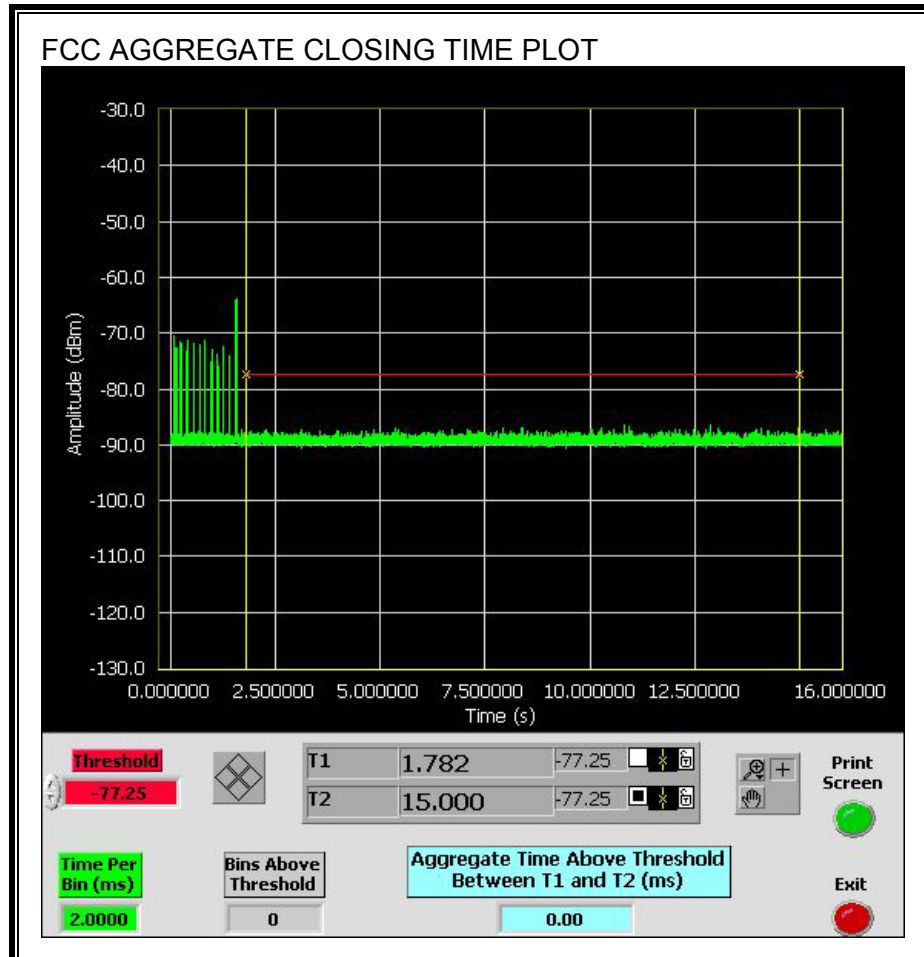 FCC AGGREGATE CLOSING TIME PLOT
-30.0
-40.0
-50.0
-60.0
-70.0
-80.0
-90.0
-100.0
-110.0
-120.0
-130.0
Amplitude (dBm)
0.000000 2.500000 5.000000 7.500000 10.000000 12.500000 16.000000
Time (s)
Threshold
-77.25
T1 1.782 -77.25
T2 15.000 -77.25
Print
Screen
Time Per
Bin (ms)
2.0000
Bins Above
Threshold
0
Aggregate Time Above Threshold
Between T1 and T2 (ms)
0.00
Exit